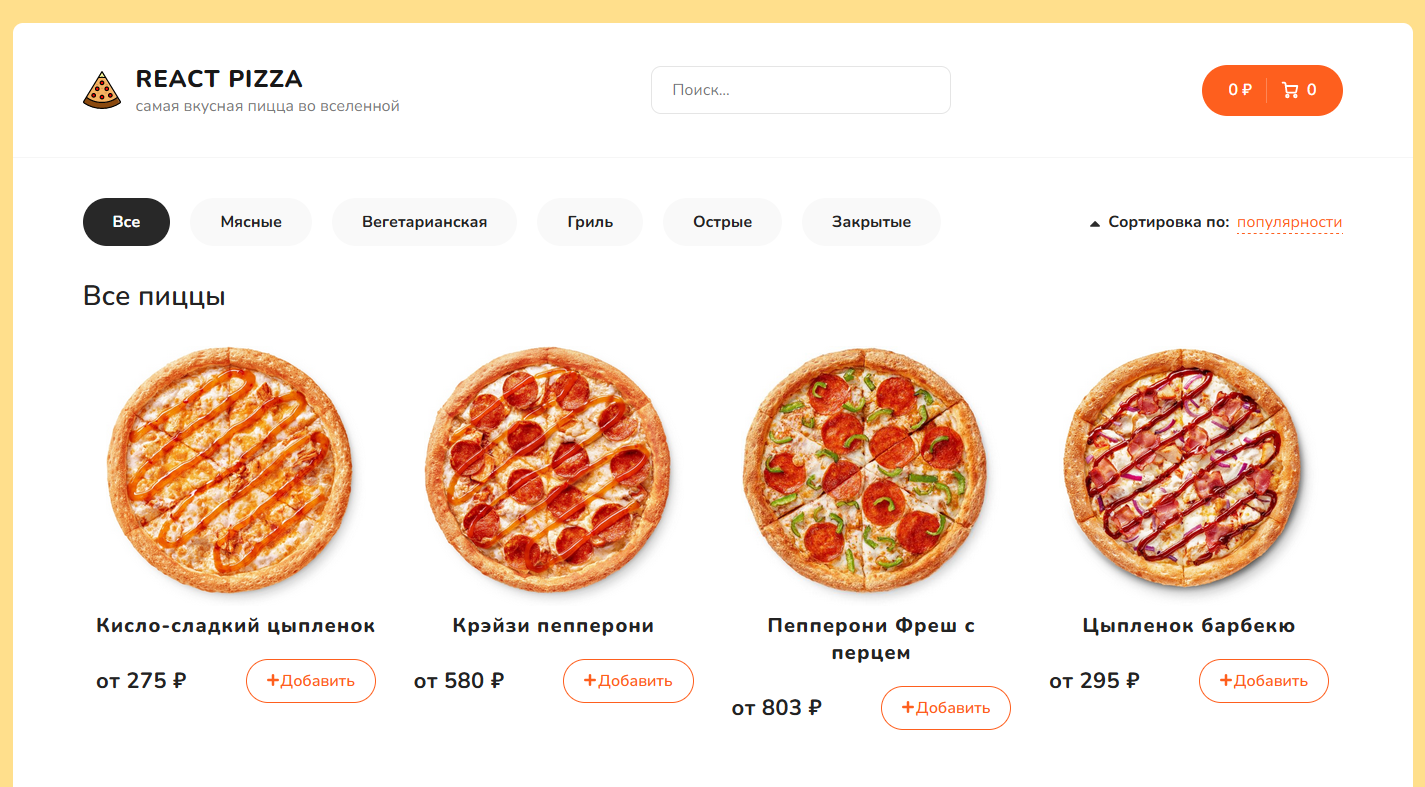 REACT PIZZA
самая вкусная пицца во вселенной
Поиск...
0 ₽
0
Все
Мясные
Вегетарианская
Гриль
Острые
Закрытые
Сортировка по: популярности
Все пиццы
Кисло-сладкий цыпленок
от 275 ₽
+Добавить
Крэйзи пепперони
от 580 ₽
+Добавить
Пепперони Фреш с
перцем
от 803 ₽
+Добавить
Цыпленок барбекю
от 295 ₽
+Добавить